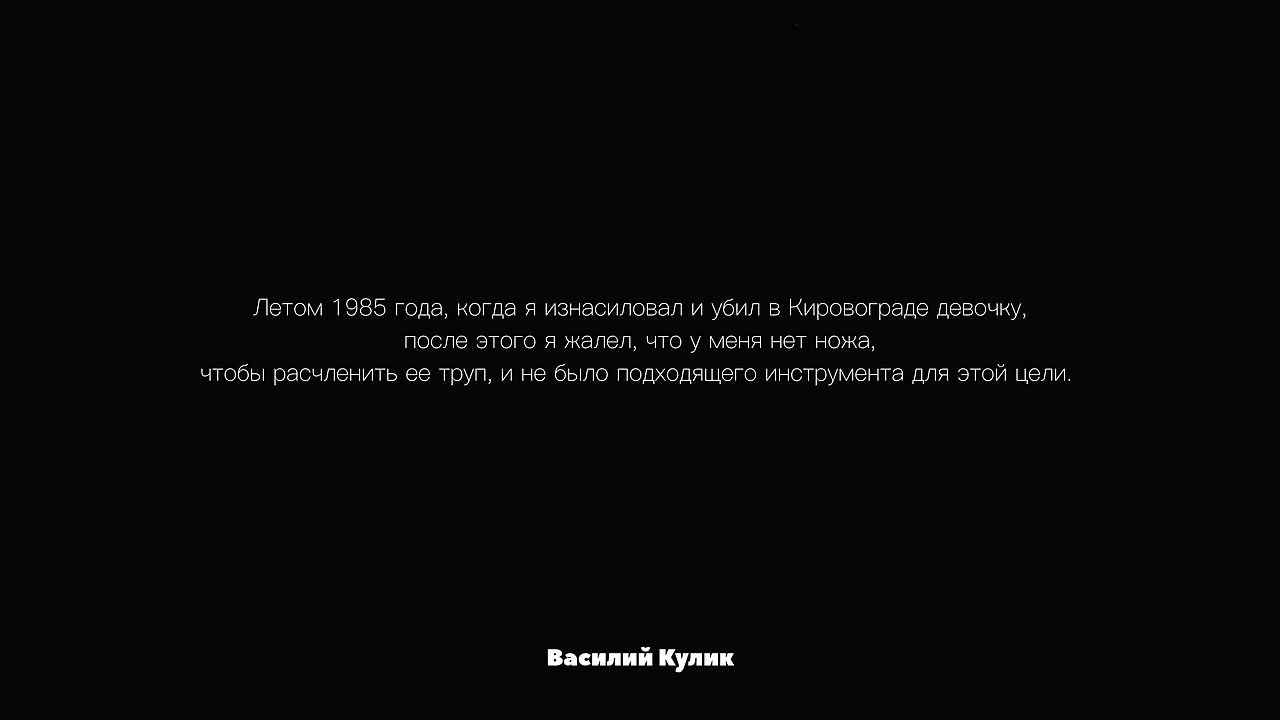 Летом 1985 года, когда я изнасиловал и убил в Кировограде девочку,
после этого я жалел, что у меня нет ножа,
чтобы расчленить ее труп, и не было подходящего инструмента для этой цели.
Василий Кулик